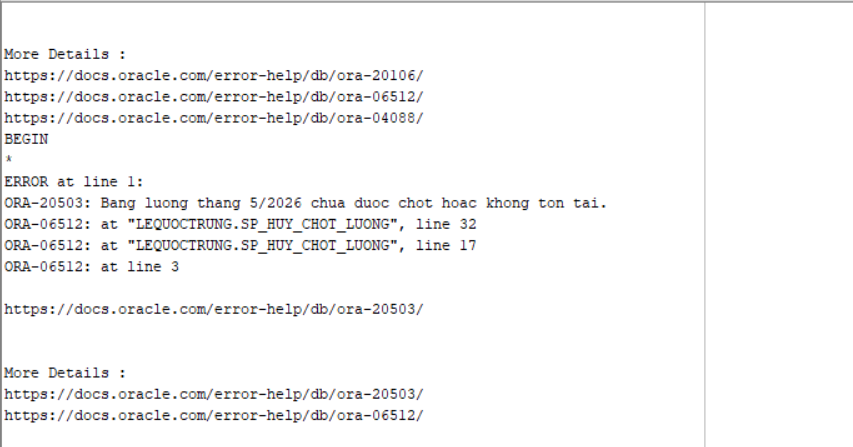 More Details :
https://docs.oracle.com/error-help/db/ora-20106/
https://docs.oracle.com/error-help/db/ora-06512/
https://docs.oracle.com/error-help/db/ora-04088/
BEGIN
*
ERROR at line 1:
ORA-20503: Bang luong thang 5/2026 chua duoc chot hoac khong ton tai.
ORA-06512: at "LEQUOCTRUNG.SP_HUY_CHOT_LUONG", line 32
ORA-06512: at "LEQUOCTRUNG.SP_HUY_CHOT_LUONG", line 17
ORA-06512: at line 3
https://docs.oracle.com/error-help/db/ora-20503/
More Details :
https://docs.oracle.com/error-help/db/ora-20503/
https://docs.oracle.com/error-help/db/ora-06512/